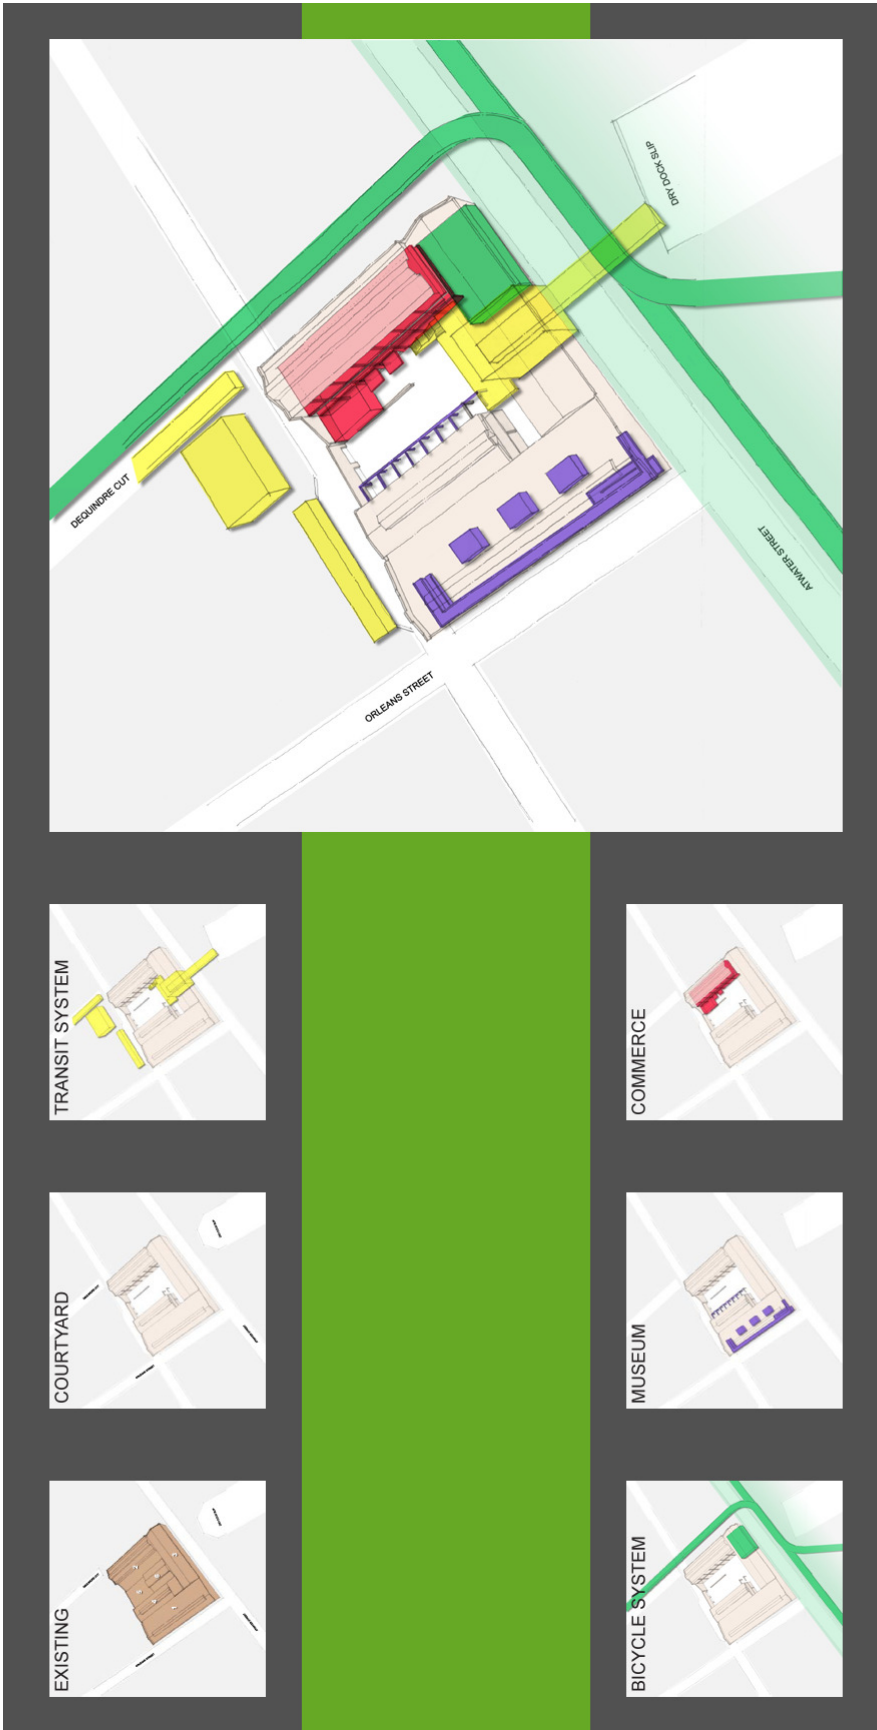 DRY DOCK SLIP
DEQUINDRE CUT
ATWATER STREET
ORLEANS STREET
TRANSIT SYSTEM
COMMERCE
COURTYARD
MUSEUM
EXISTING
BICYCLE SYSTEM